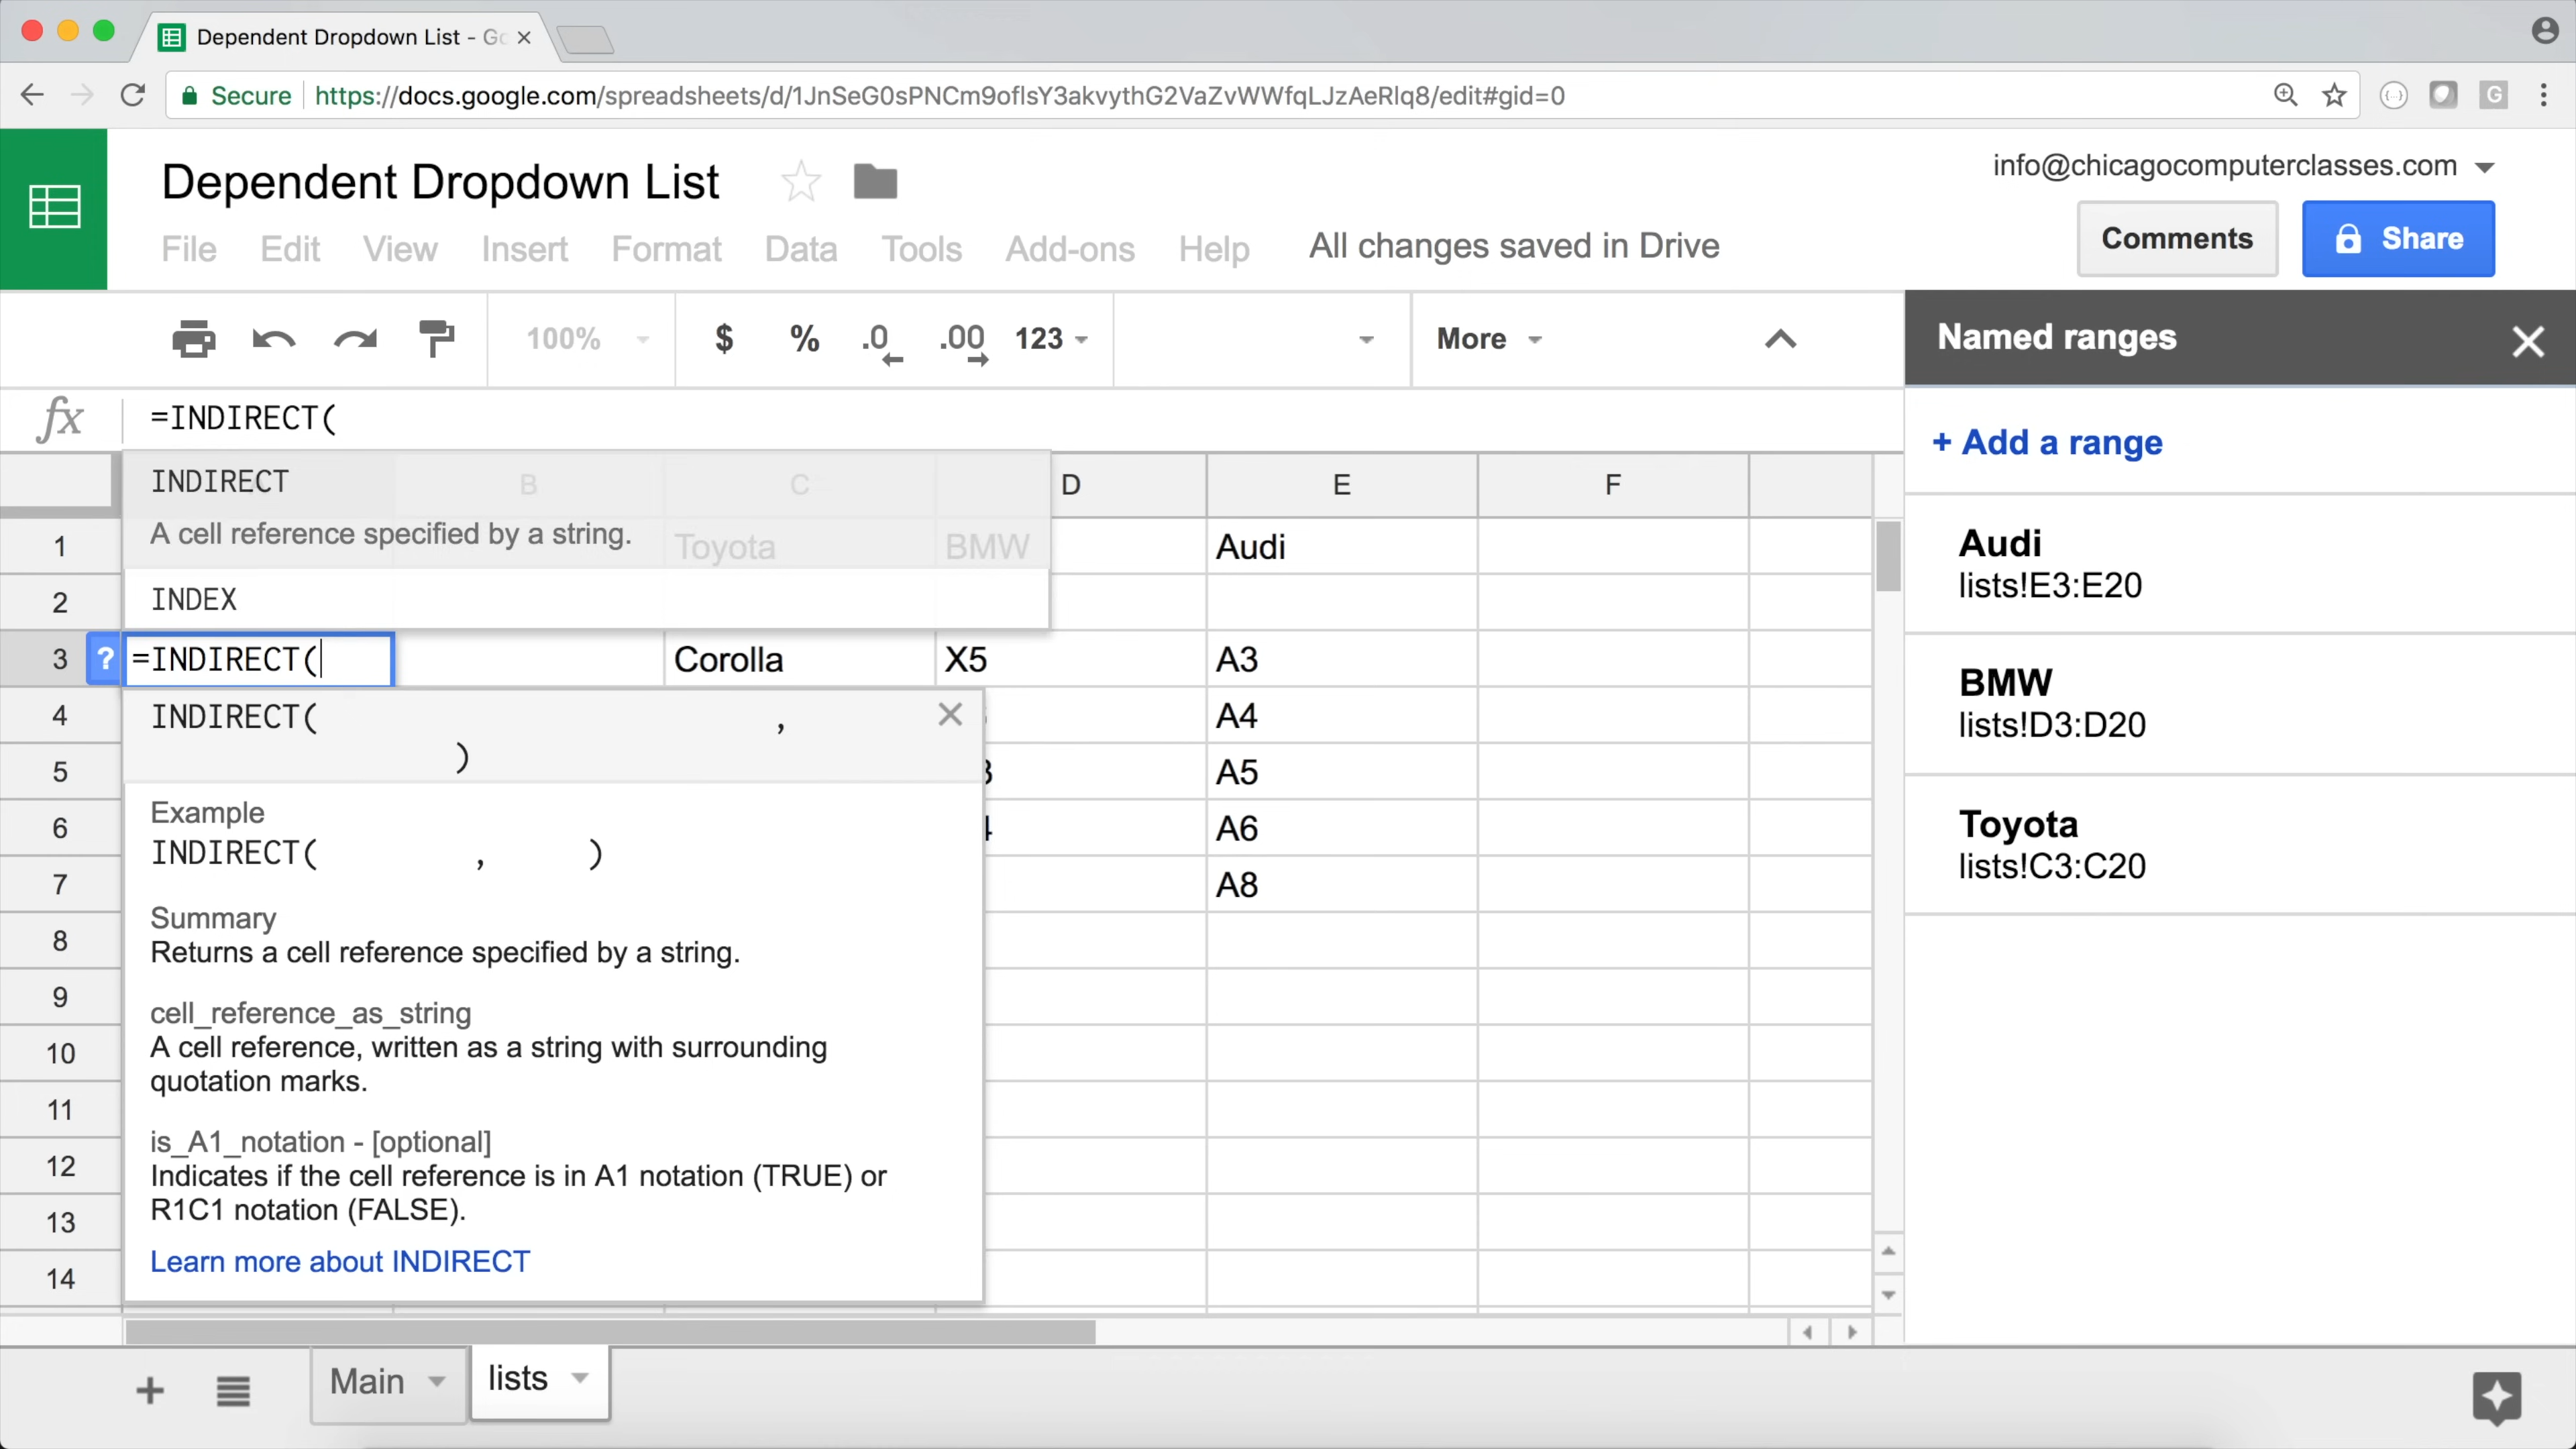 Dependent Dropdown List - Go
Secure https://docs.google.com/spreadsheets/d/1JnSeG0sPNCm9oflsY3akvythG2VaZvWWfqLJzAeRlq8/edit#gid=0
G
Dependent Dropdown List
info@chicagocomputerclasses.com
File Edit View Insert Format Data Tools Add-ons Help All changes saved in Drive
Comments Share
100% $ % .0 .00 123 More
Named ranges
fx =INDIRECT(
+ Add a range
INDIRECT B C D E F
A cell reference specified by a string.
1 Toyota BMW Audi
INDEX
2
3 ? =INDIRECT( Corolla X5 A3
4 A4
5 A5
6 A6
7 A8
8
9
10
11
12
13
14
INDIRECT( ,
)
Example
INDIRECT( , )
Summary
Returns a cell reference specified by a string.
cell_reference_as_string
A cell reference, written as a string with surrounding
quotation marks.
is_A1_notation - [optional]
Indicates if the cell reference is in A1 notation (TRUE) or
R1C1 notation (FALSE).
Learn more about INDIRECT
Audi
lists!E3:E20
BMW
lists!D3:D20
Toyota
lists!C3:C20
Main lists